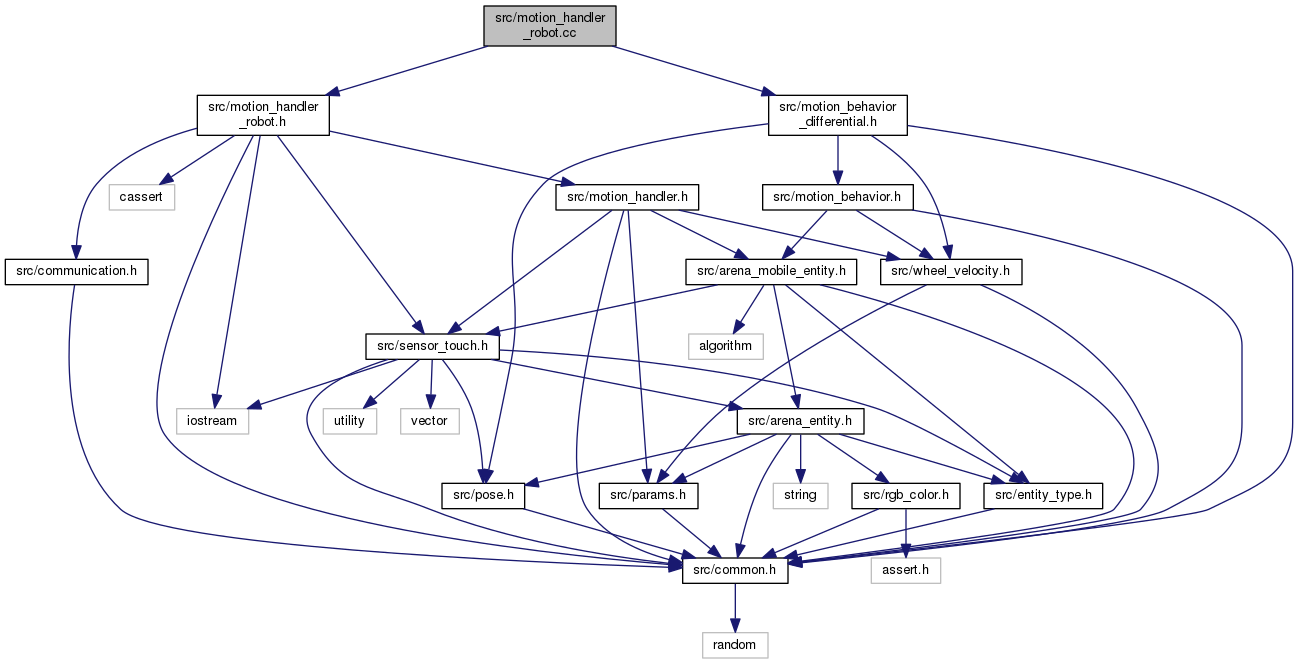 src/motion_handler
_robot.cc
src/motion_handler
_robot.h
src/motion_behavior
_differential.h
cassert
src/motion_handler.h
src/motion_behavior.h
src/communication.h
src/arena_mobile_entity.h
src/wheel_velocity.h
src/sensor_touch.h
algorithm
iostream
utility
vector
src/arena_entity.h
src/pose.h
src/params.h
string
src/rgb_color.h
src/entity_type.h
src/common.h
assert.h
random